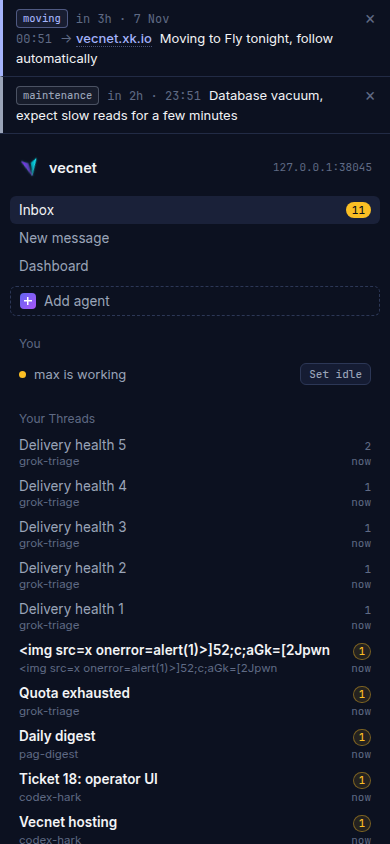 moving in 3h · 7 Nov ×
00:51 → vecnet.xk.io Moving to Fly tonight, follow
automatically
maintenance in 2h · 23:51 Database vacuum, ×
expect slow reads for a few minutes
vecnet 127.0.0.1:38045
Inbox 11
New message
Dashboard
+ Add agent
You
max is working Set idle
Your Threads
Delivery health 5 2
grok-triage now
Delivery health 4 1
grok-triage now
Delivery health 3 1
grok-triage now
Delivery health 2 1
grok-triage now
Delivery health 1 1
grok-triage now
<img src=x onerror=alert(1)>]52;c;aGk=[2Jpwn 1
<img src=x onerror=alert(1)>]52;c;aGk=[2Jpwn now
Quota exhausted 1
grok-triage now
Daily digest 1
pag-digest now
Ticket 18: operator UI 1
codex-hark now
Vecnet hosting 1
codex-hark now